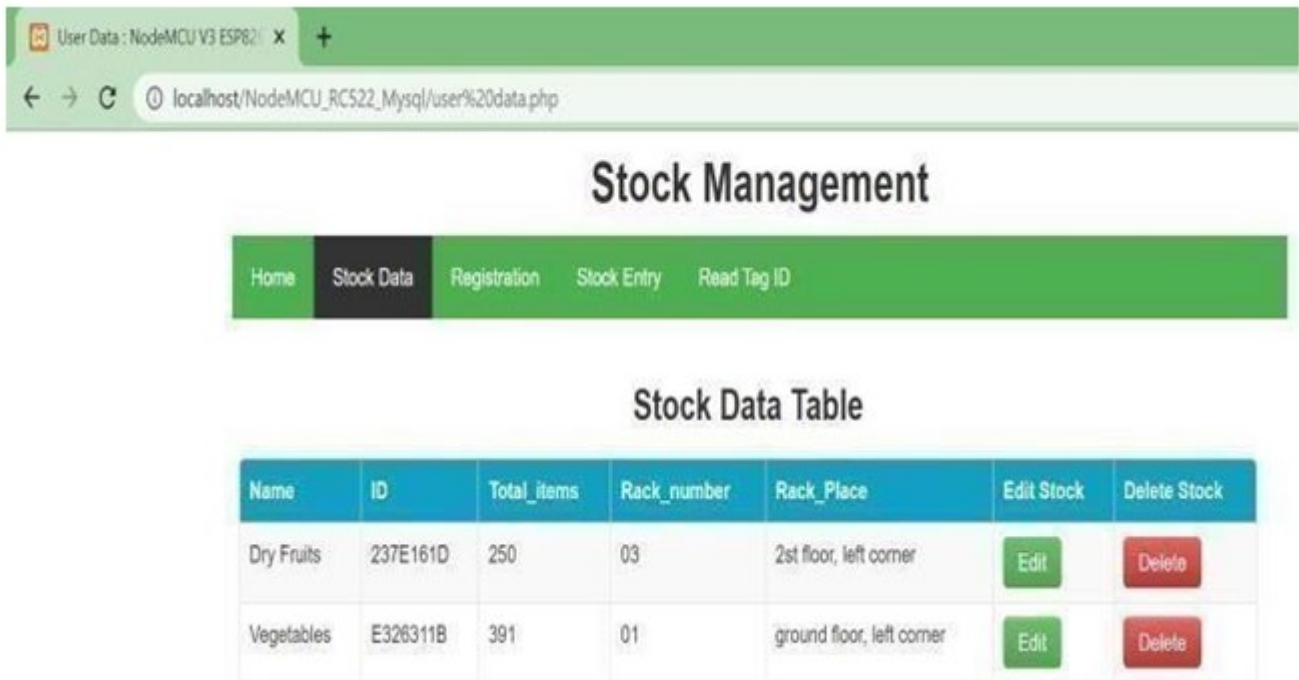 User Data : NodeMCU V3 ESP82
localhost/NodeMCU_RC522_Mysql/user%20data.php
Stock Management
Home Stock Data Registration Stock Entry Read Tag ID
Stock Data Table
Name ID Total_items Rack_number Rack_Place Edit Stock Delete Stock
Dry Fruits 237E161D 250 03 2st floor, left corner Edit Delete
Vegetables E326311B 391 01 ground floor, left corner Edit Delete